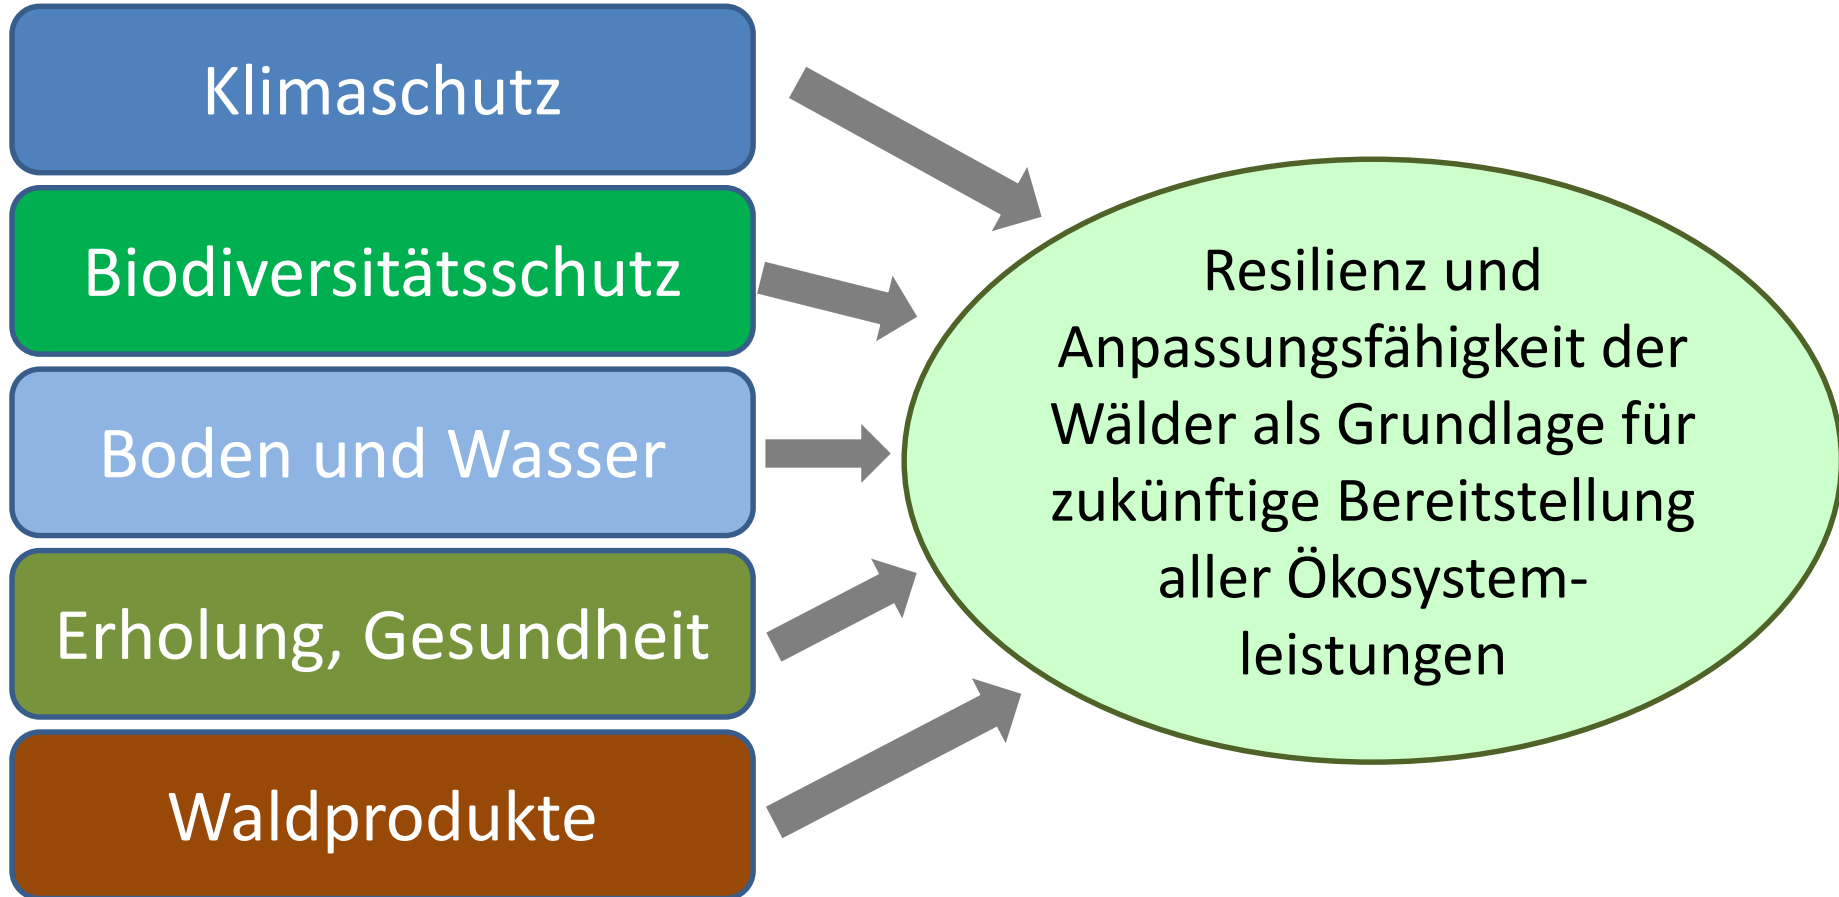 Klimaschutz
Biodiversitätsschutz
Boden und Wasser
Erholung, Gesundheit
Waldprodukte
Resilienz und
Anpassungsfähigkeit der
Wälder als Grundlage für
zukünftige Bereitstellung
aller Ökosystem-
leistungen